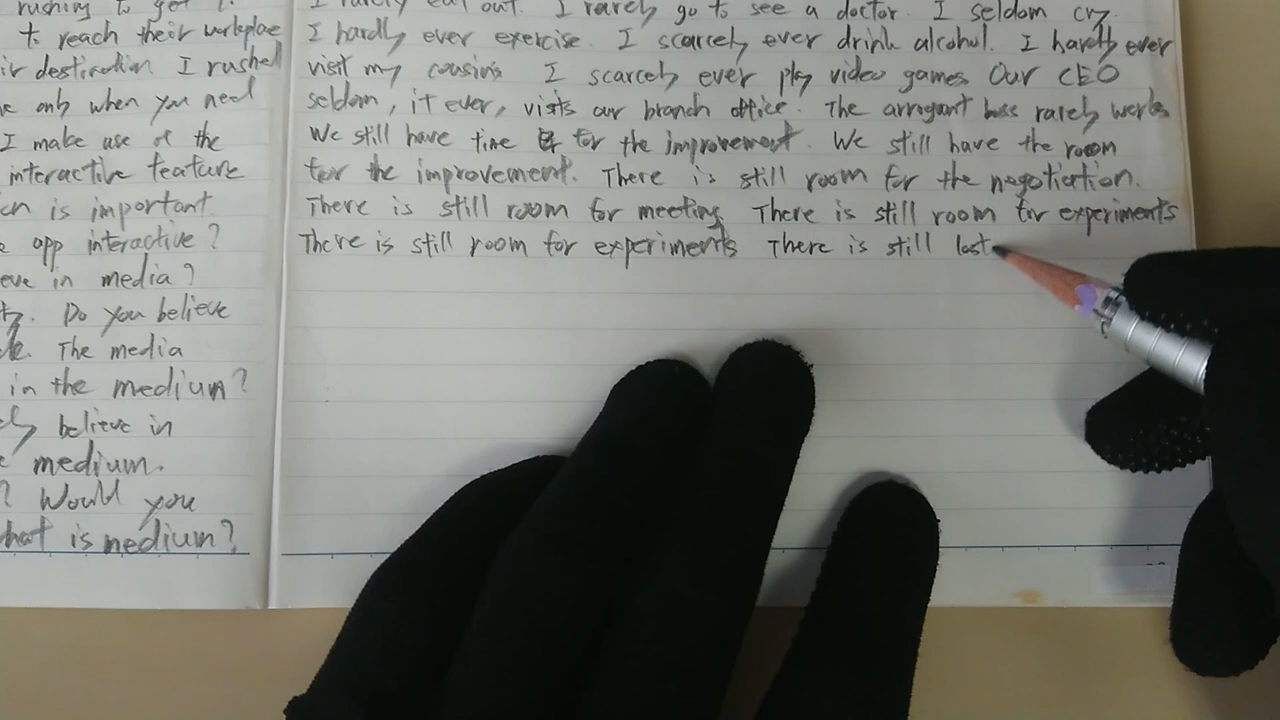 rushing to get
to reach their workplace
ir destination. I rushed
e only when you need
I make use of the
interactive feature
cn is important.
e app interactive?
eve in media?
ty. Do you believe
le. The media
in the medium?
ly believe in
e medium.
? Would you
hat is medium?
I rarely eat out. I rarely go to see a doctor. I seldom cry.
I hardly ever exercise. I scarcely ever drink alcohol. I hardly ever
visit my cousins I scarcely ever play video games. Our CEO
seldom, if ever, visits our branch office. The arrogant boss rarely works
We still have time for the improvement. We still have the room
for the improvement. There is still room for the negotiation.
There is still room for meeting. There is still room for experiments
There is still room for experiments There is still last